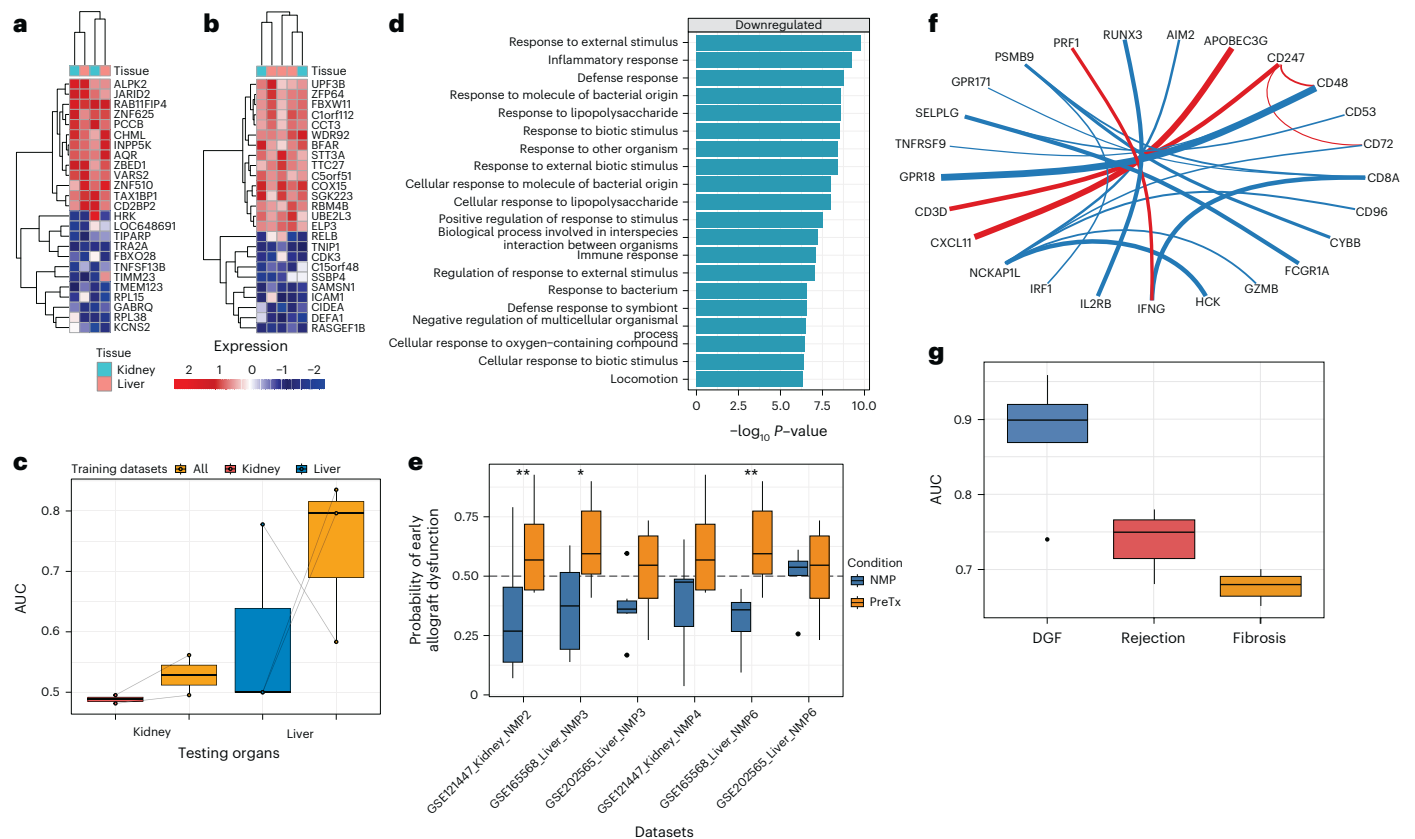 a
Tissue
ALPK2
JARID2
RAB11FIP4
ZNF625
PCCB
CHML
INPP5K
AQR
ZBED1
VARS2
ZNF510
TAX1BP1
CD2BP2
HRK
LOC648691
TIPARP
TRA2A
FBXO28
TNFSF13B
TIMM23
TMEM123
RPL15
GABRQ
RPL38
KCNS2
Tissue
Kidney
Liver
b
Tissue
UPF3B
ZFP64
FBXW11
C1orf112
CCT3
WDR92
BFAR
STT3A
TTC27
C5orf51
COX15
SGK223
RBM4B
UBE2L3
ELP3
RELB
TNIP1
CDK3
C15orf48
SSBP4
SAMSN1
ICAM1
CIDEA
DEFA1
RASGEF1B
Expression
2 1 0 −1 −2
d
Downregulated
Response to external stimulus
Inflammatory response
Defense response
Response to molecule of bacterial origin
Response to lipopolysaccharide
Response to biotic stimulus
Response to other organism
Response to external biotic stimulus
Cellular response to molecule of bacterial origin
Cellular response to lipopolysaccharide
Positive regulation of response to stimulus
Biological process involved in interspecies
interaction between organisms
Immune response
Regulation of response to external stimulus
Response to bacterium
Defense response to symbiont
Negative regulation of multicellular organismal
process
Cellular response to oxygen−containing compound
Cellular response to biotic stimulus
Locomotion
0 2.5 5.0 7.5 10.0
−log10 P−value
f
RUNX3
AIM2
PRF1
APOBEC3G
PSMB9
CD247
GPR171
CD48
SELPLG
CD53
TNFRSF9
CD72
GPR18
CD8A
CD3D
CD96
CXCL11
CYBB
NCKAP1L
FCGR1A
IRF1
GZMB
IL2RB
HCK
IFNG
c
Training datasets All Kidney Liver
AUC
0.8
0.7
0.6
0.5
Kidney Liver
Testing organs
e
Probability of early
allograft dysfunction
0.75
0.50
0.25
0
** * **
Condition
NMP
PreTx
GSE121447_Kidney_NMP2
GSE165568_Liver_NMP3
GSE202565_Liver_NMP3
GSE121447_Kidney_NMP4
GSE165568_Liver_NMP6
GSE202565_Liver_NMP6
Datasets
g
AUC
0.9
0.8
0.7
DGF Rejection Fibrosis